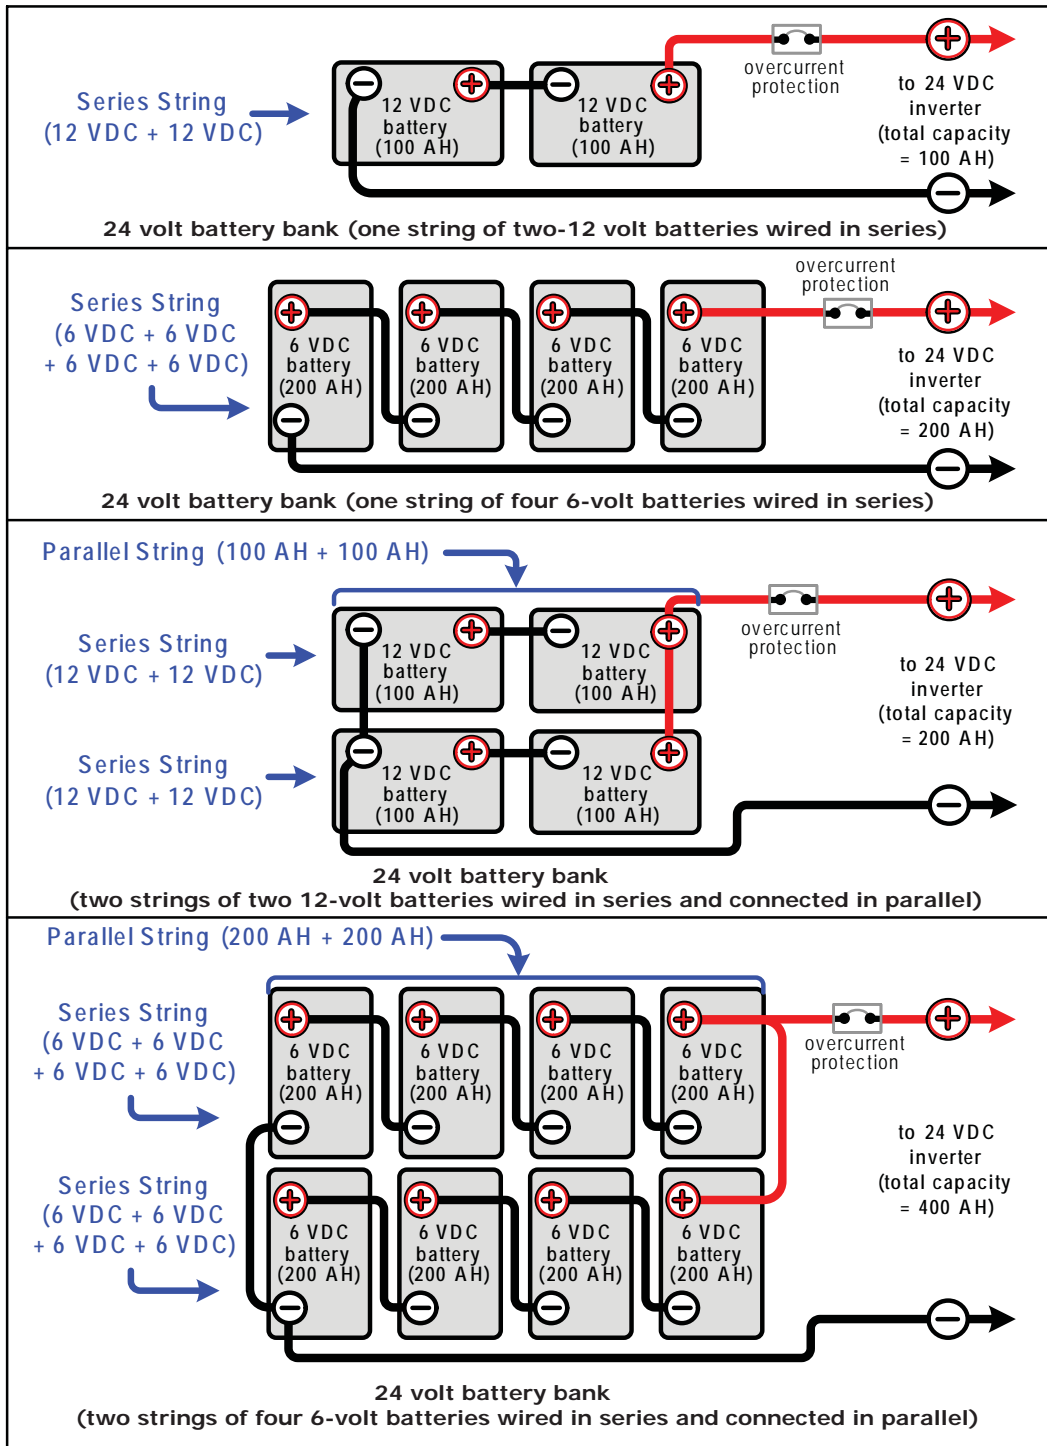 Series String
(12 VDC + 12 VDC)
12 VDC
battery
(100 AH)
12 VDC
battery
(100 AH)
overcurrent
protection
to 24 VDC
inverter
(total capacity
= 100 AH)
24 volt battery bank (one string of two-12 volt batteries wired in series)
Series String
(6 VDC + 6 VDC
+ 6 VDC + 6 VDC)
6 VDC
battery
(200 AH)
6 VDC
battery
(200 AH)
6 VDC
battery
(200 AH)
6 VDC
battery
(200 AH)
overcurrent
protection
to 24 VDC
inverter
(total capacity
= 200 AH)
24 volt battery bank (one string of four 6-volt batteries wired in series)
Parallel String (100 AH + 100 AH)
Series String
(12 VDC + 12 VDC)
12 VDC
battery
(100 AH)
12 VDC
battery
(100 AH)
overcurrent
protection
to 24 VDC
inverter
(total capacity
= 200 AH)
Series String
(12 VDC + 12 VDC)
12 VDC
battery
(100 AH)
12 VDC
battery
(100 AH)
24 volt battery bank
(two strings of two 12-volt batteries wired in series and connected in parallel)
Parallel String (200 AH + 200 AH)
Series String
(6 VDC + 6 VDC
+ 6 VDC + 6 VDC)
6 VDC
battery
(200 AH)
6 VDC
battery
(200 AH)
6 VDC
battery
(200 AH)
6 VDC
battery
(200 AH)
overcurrent
protection
to 24 VDC
inverter
(total capacity
= 400 AH)
Series String
(6 VDC + 6 VDC
+ 6 VDC + 6 VDC)
6 VDC
battery
(200 AH)
6 VDC
battery
(200 AH)
6 VDC
battery
(200 AH)
6 VDC
battery
(200 AH)
24 volt battery bank
(two strings of four 6-volt batteries wired in series and connected in parallel)